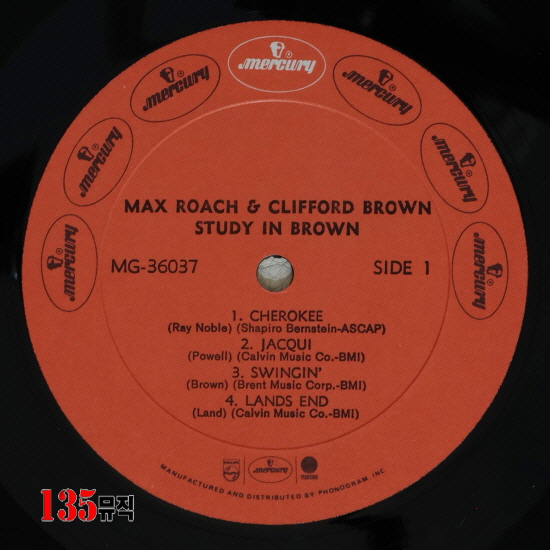 mercury
mercury
mercury
mercury
mercury
mercury
mercury
MAX ROACH & CLIFFORD BROWN
STUDY IN BROWN
MG-36037
SIDE 1
1. CHEROKEE
(Ray Noble) (Shapiro Bernstein-ASCAP)
2. JACQUI
(Powell) (Calvin Music Co.-BMI)
3. SWINGIN'
(Brown) (Brent Music Corp.-BMI)
4. LANDS END
(Land) (Calvin Music Co.-BMI)
PHILIPS
mercury
MANUFACTURED AND DISTRIBUTED BY PHONOGRAM, INC.
135뮤직